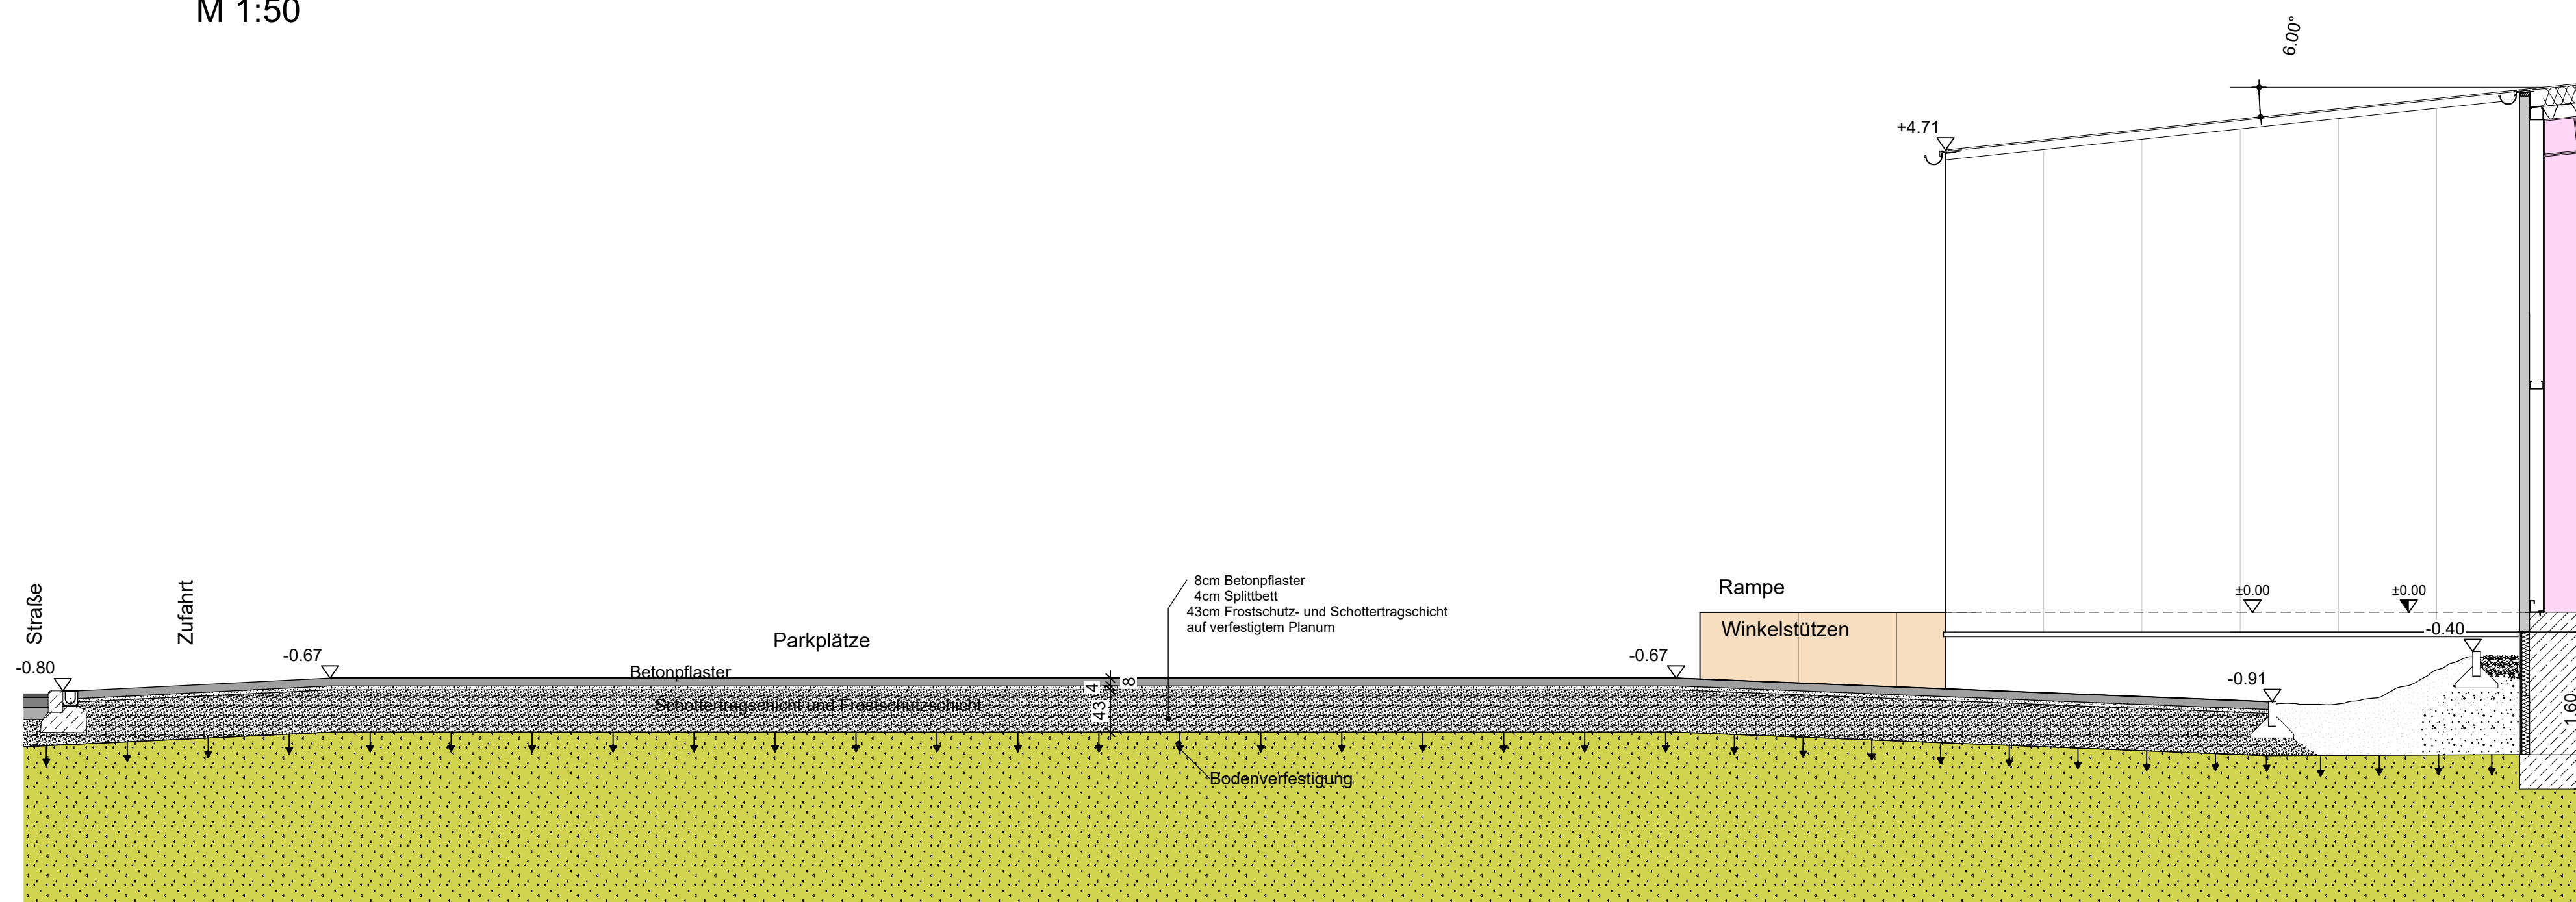 M 1:50
6.00°
+4.71
8cm Betonpflaster
4cm Splittbett
43cm Frostschutz- und Schottertragschicht
auf verfestigtem Planum
Straße
Zufahrt
Rampe
±0.00
±0.00
Winkelstützen
-0.40
Parkplätze
-0.80
-0.67
-0.67
Betonpflaster
-0.91
8
4
43
Schottertragschicht und Frostschutzschicht
1.60
Bodenverfestigung